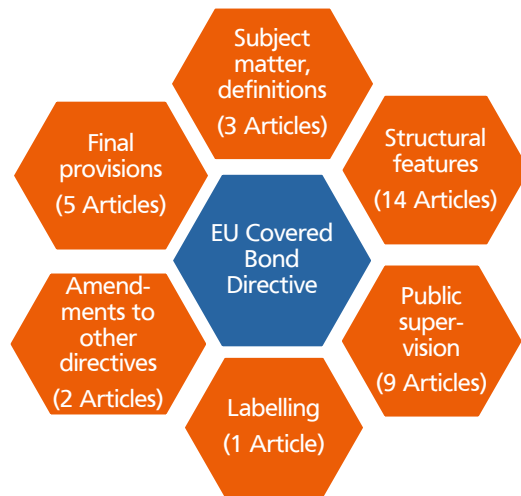 Subject
matter,
definitions
(3 Articles)
Structural
features
(14 Articles)
Public
super-
vision
(9 Articles)
Labelling
(1 Article)
Amend-
ments to
other
directives
(2 Articles)
Final
provisions
(5 Articles)
EU Covered
Bond
Directive